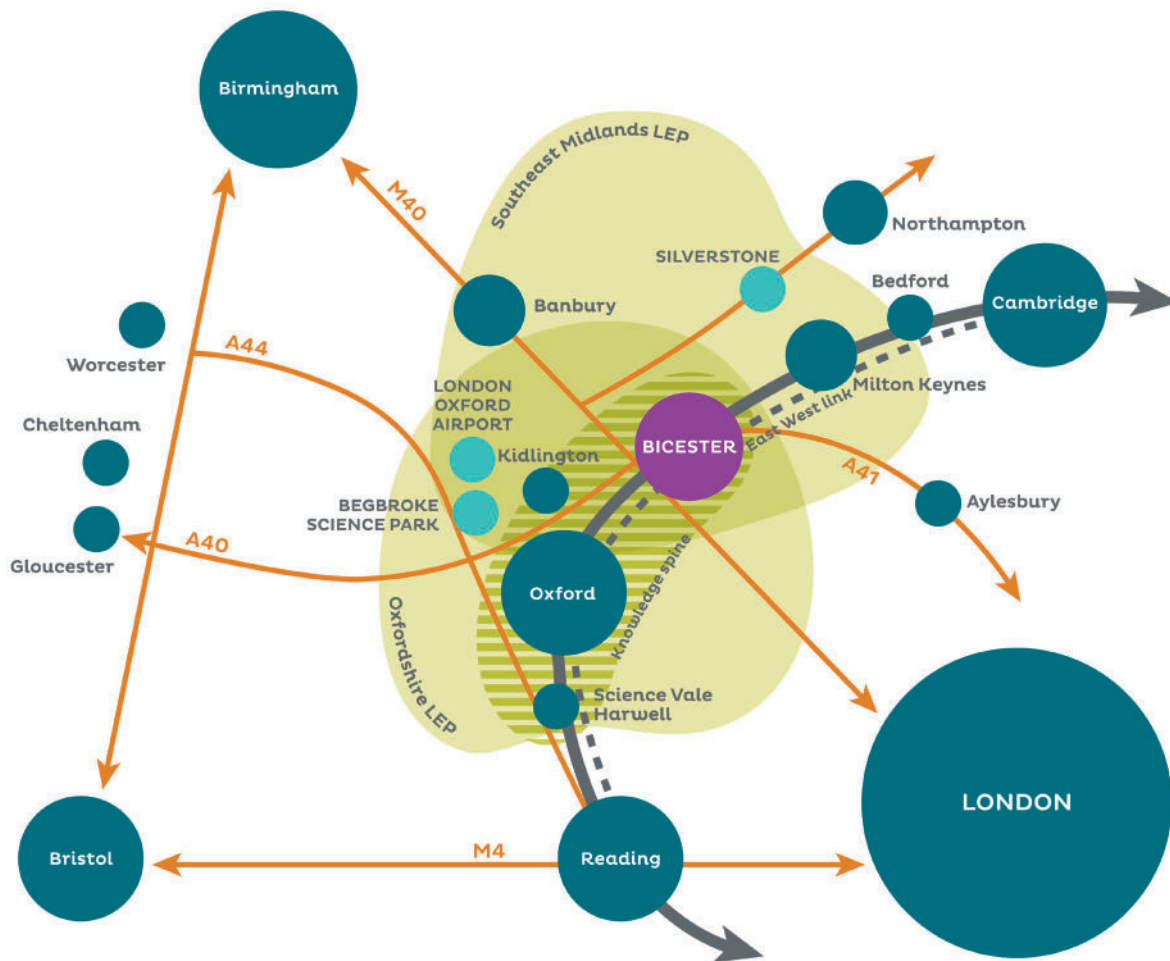 Birmingham
Southeast Midlands LEP
M40
Northampton
SILVERSTONE
Bedford
Cambridge
Banbury
Worcester
A44
Milton Keynes
LONDON
OXFORD
AIRPORT
BICESTER
East West link
Cheltenham
Kidlington
A41
BEGBROKE
SCIENCE PARK
Aylesbury
Gloucester
A40
Oxford
Knowledge spine
Oxfordshire LEP
Science Vale
Harwell
LONDON
Bristol
M4
Reading